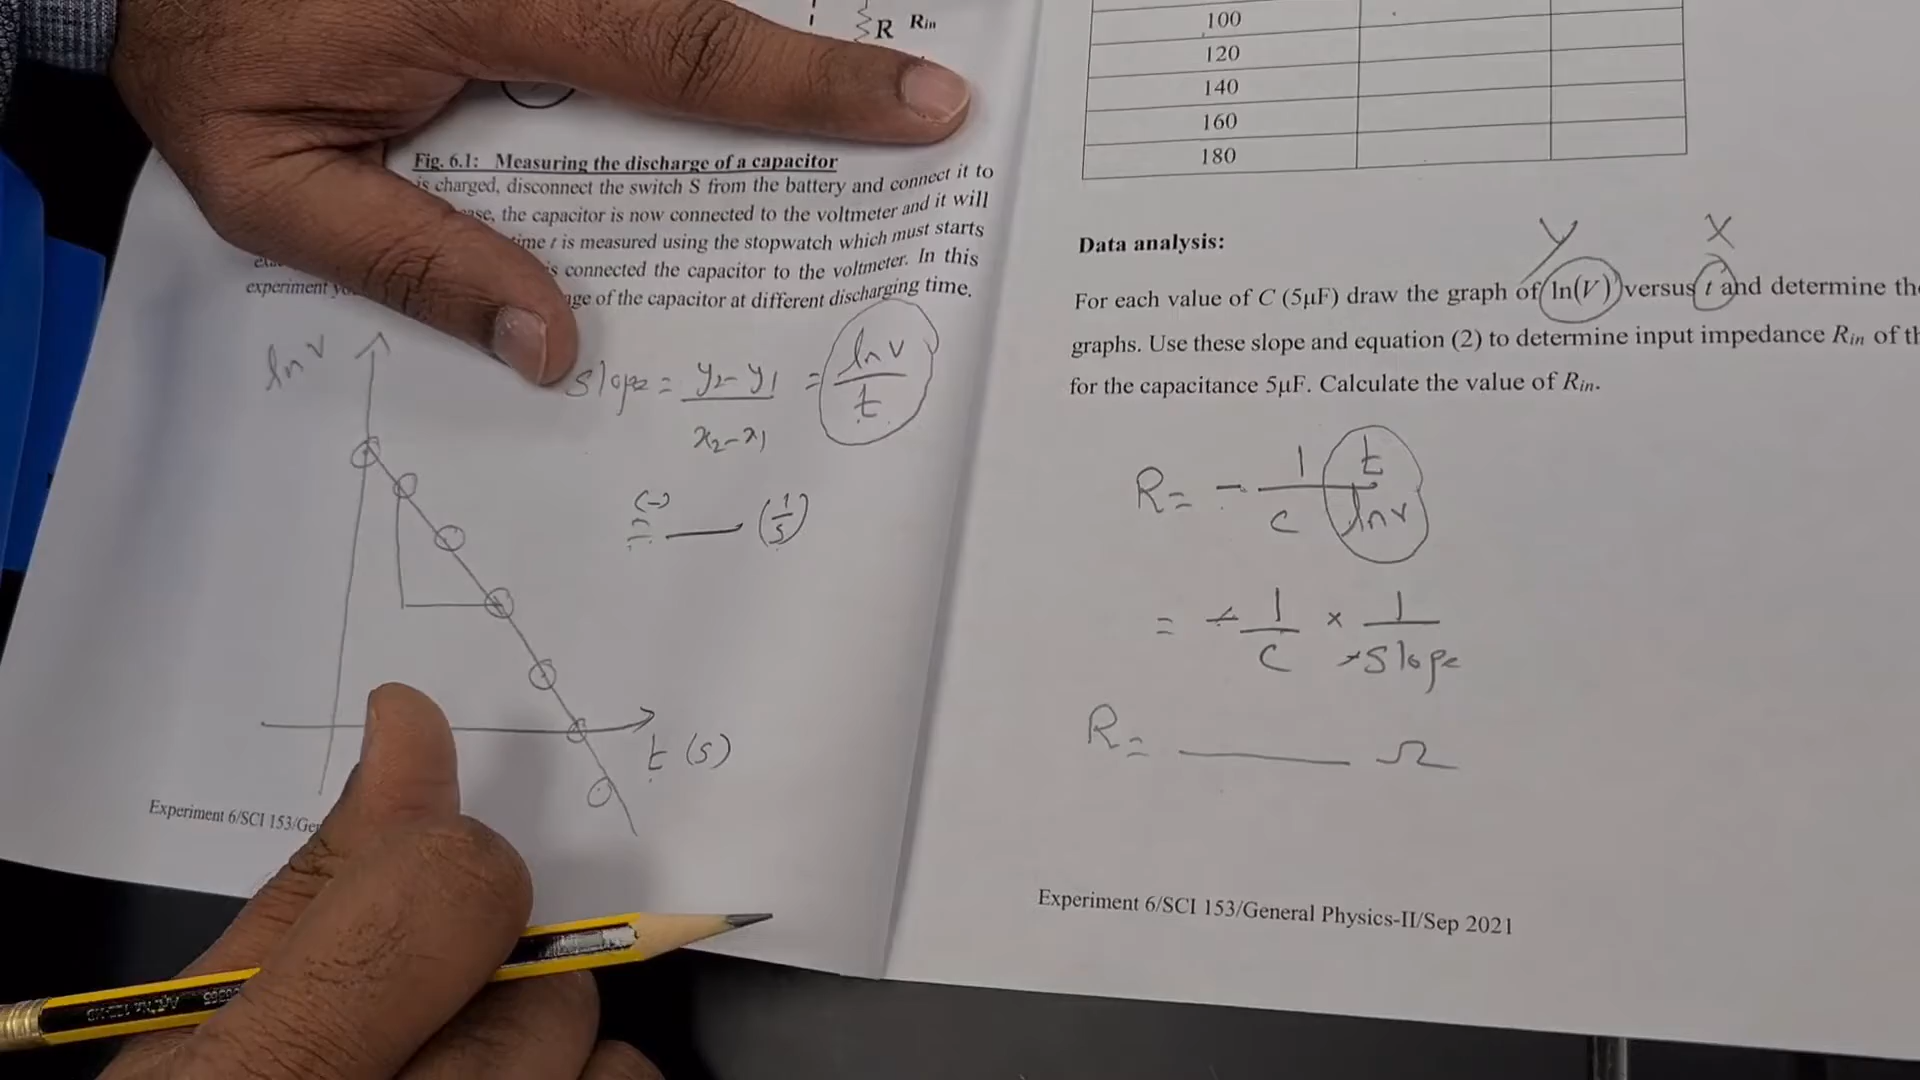 R Rin
Fig. 6.1: Measuring the discharge of a capacitor
is charged, disconnect the switch S from the battery and connect it to
the capacitor is now connected to the voltmeter and it will
time t is measured using the stopwatch which must starts
is connected the capacitor to the voltmeter. In this
experiment of the capacitor at different discharging time.
ln v
slope = y2-y1 / x2-x1 = ln v / t
= (-) ___ (1/s)
t (s)
Experiment 6/SCI 153/Gen
100
120
140
160
180
y x
Data analysis:
For each value of C (5μF) draw the graph of ln(V) versus t and determine the
graphs. Use these slope and equation (2) to determine input impedance Rin of
for the capacitance 5μF. Calculate the value of Rin.
R = - 1/c t/ln v
= - 1/c × 1/-slope
R = ___ Ω
Experiment 6/SCI 153/General Physics-II/Sep 2021